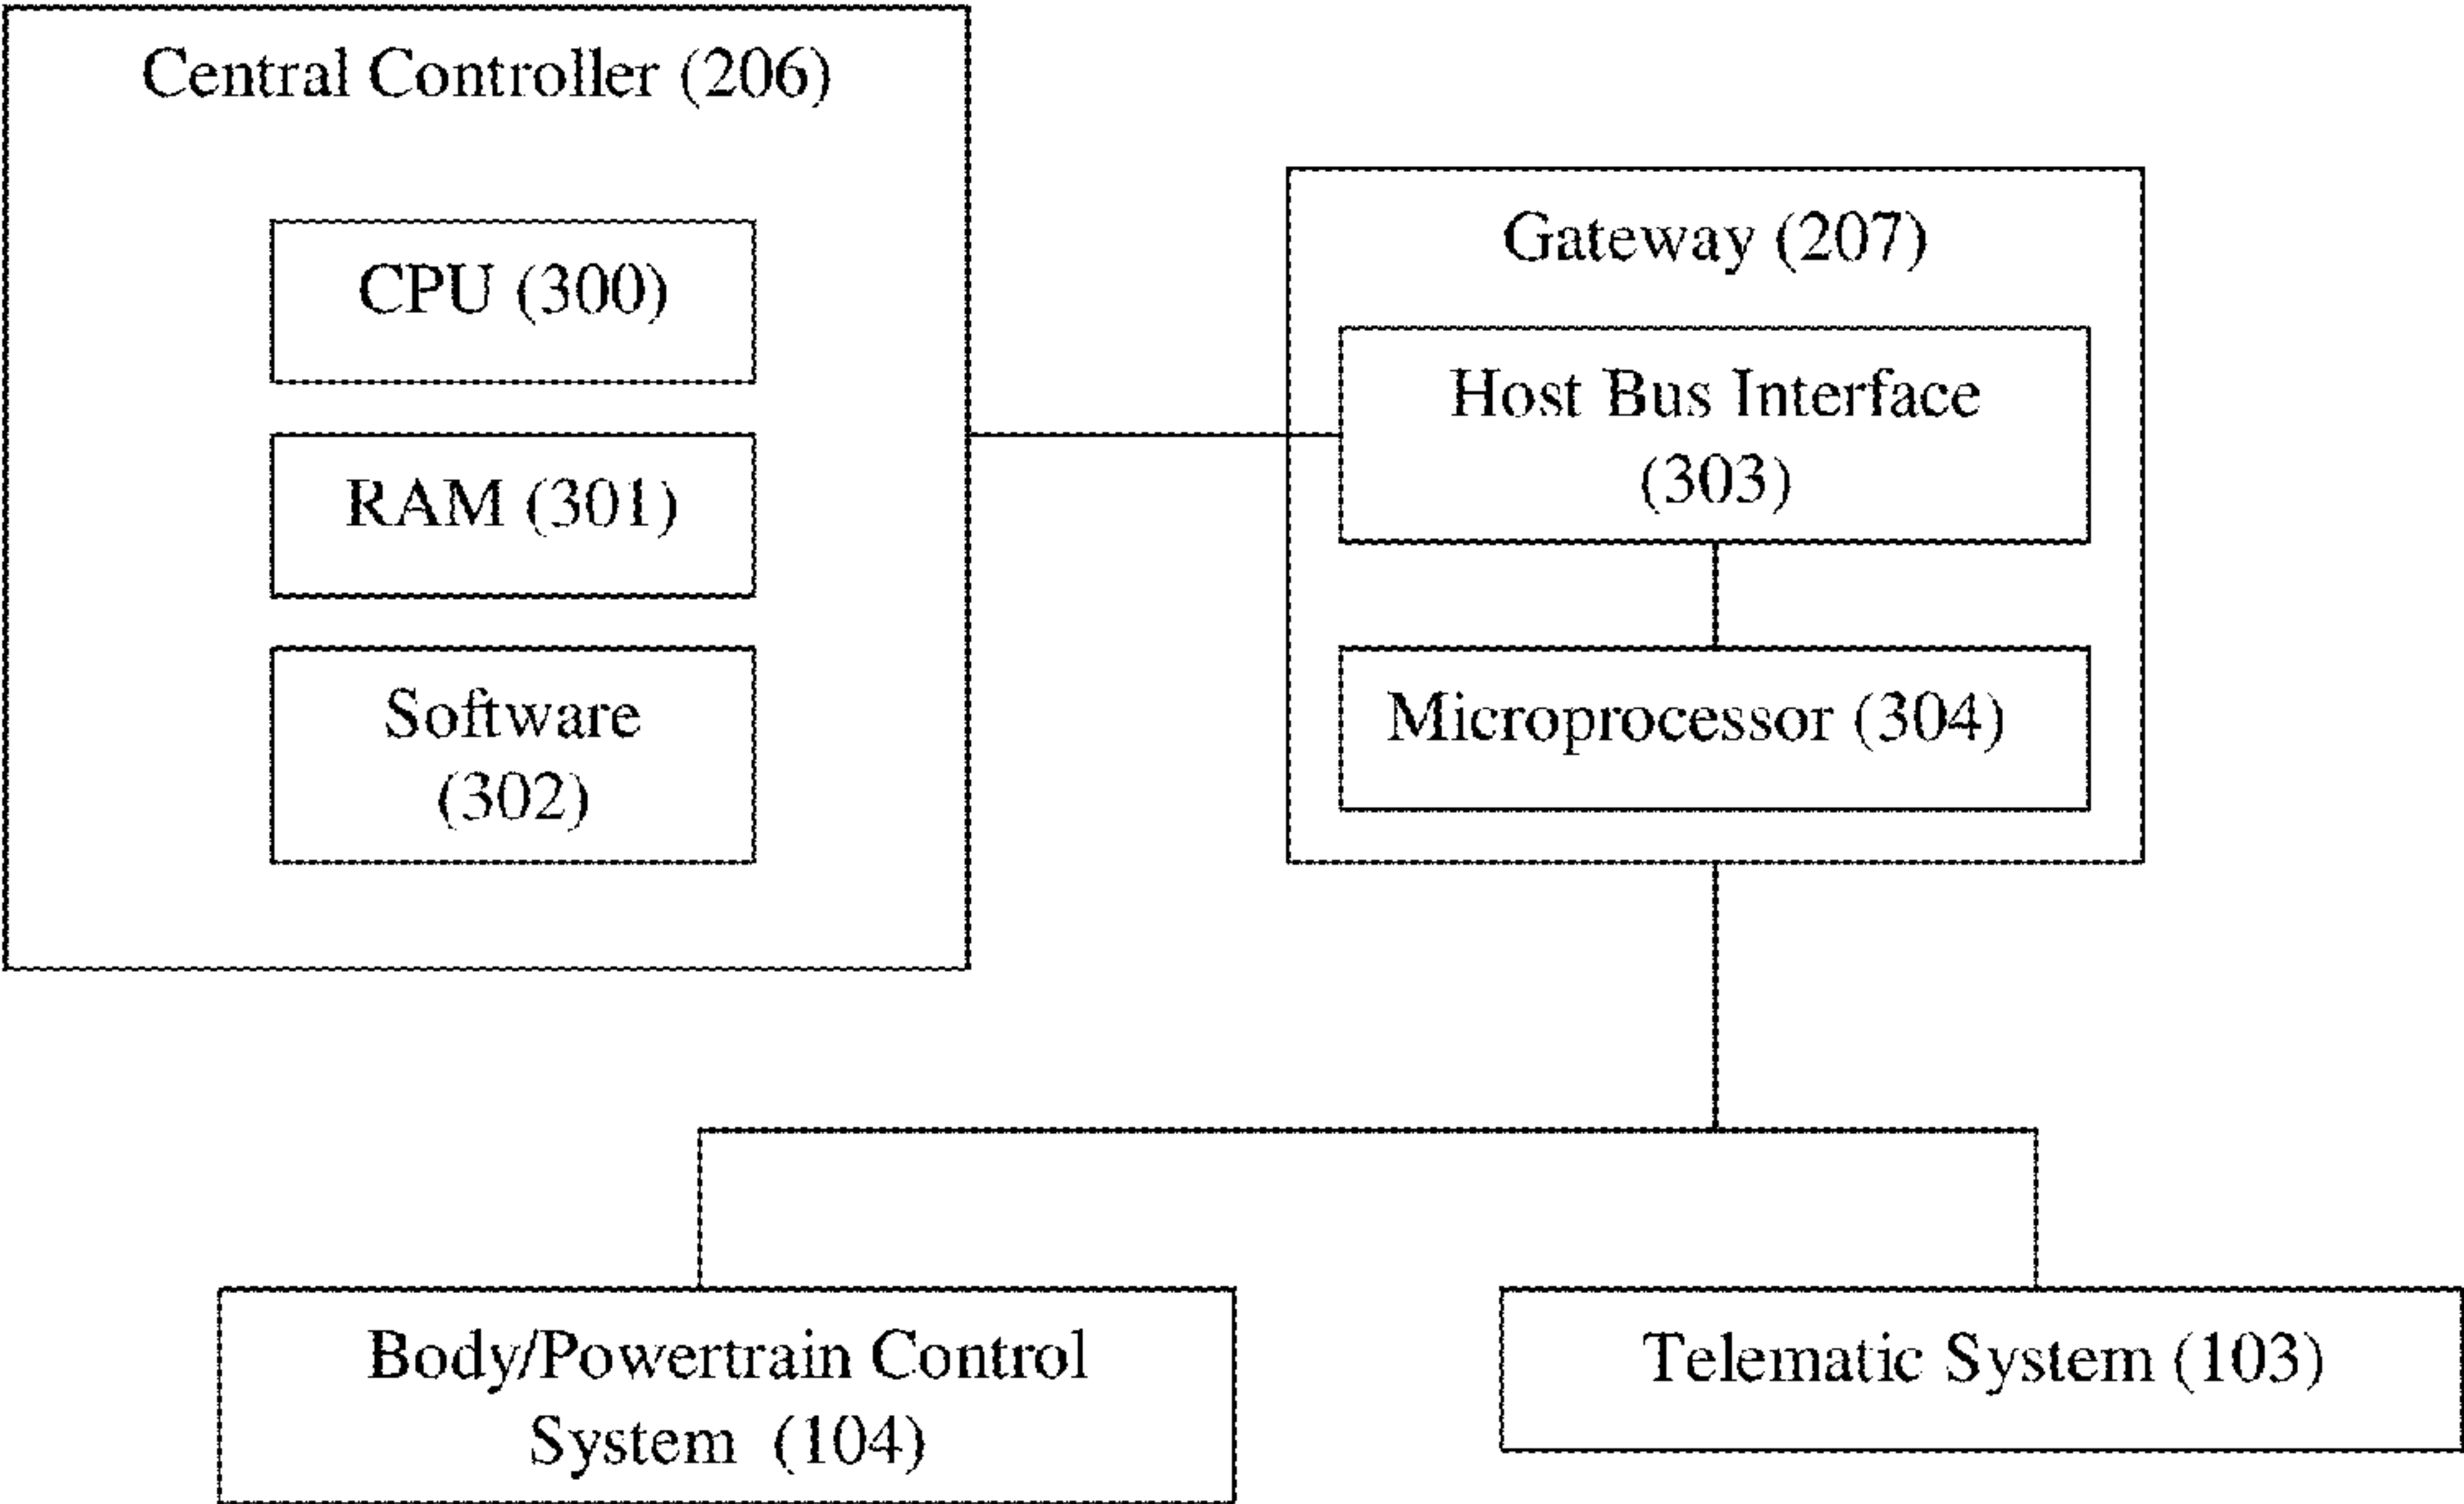 Central Controller (206)
CPU (300)
RAM (301)
Software
(302)
Gateway (207)
Host Bus Interface
(303)
Microprocessor (304)
Body/Powertrain Control
System (104)
Telematic System (103)